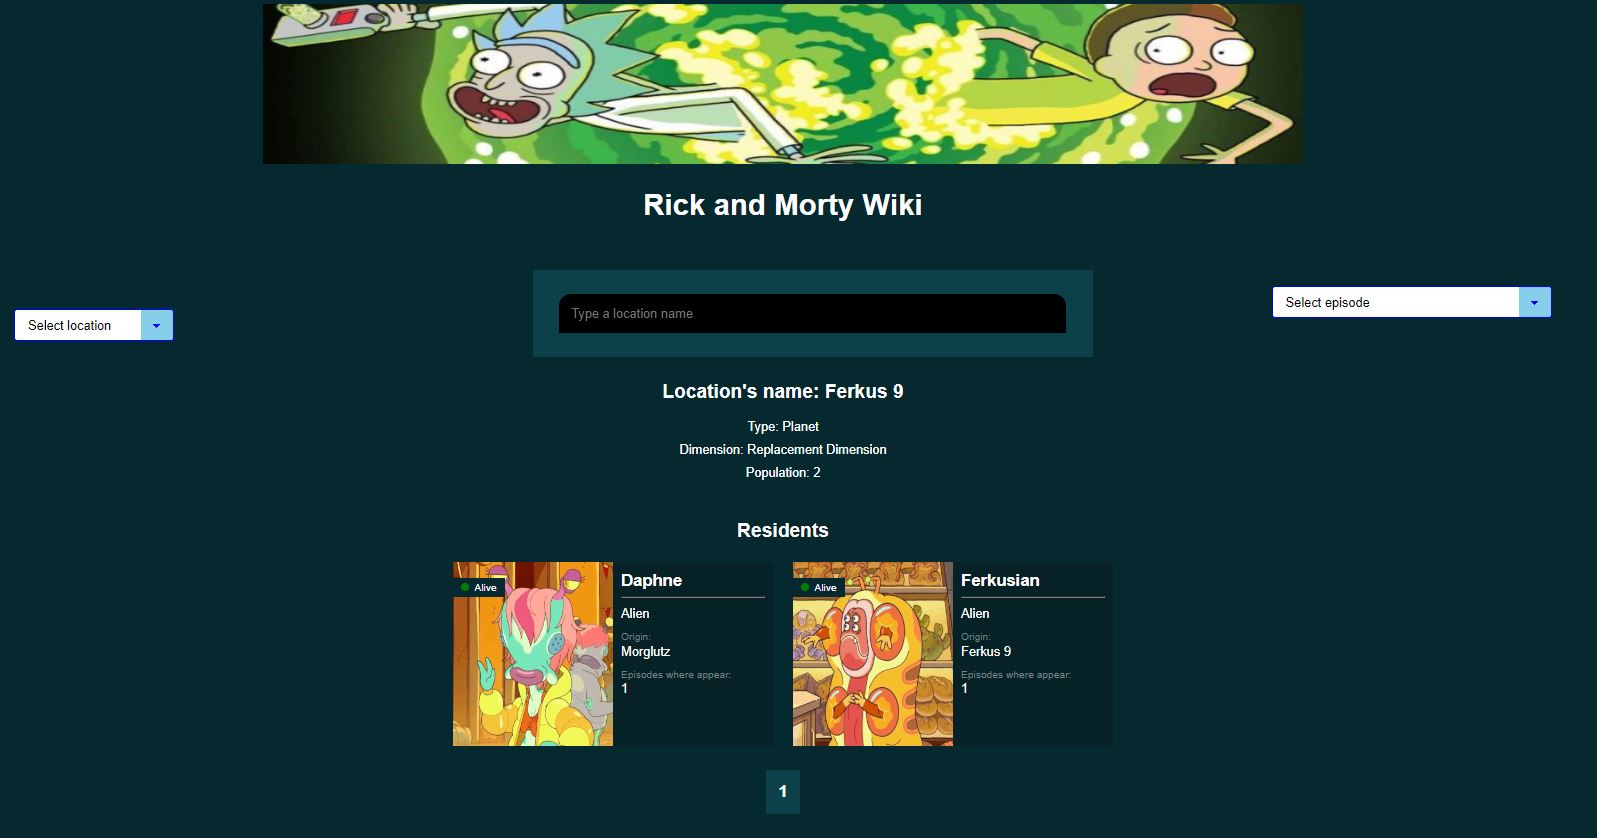 Rick and Morty Wiki
Select location
Type a location name
Select episode
Location's name: Ferkus 9
Type: Planet
Dimension: Replacement Dimension
Population: 2
Residents
Alive
Daphne
Alien
Origin:
Morglutz
Episodes where appear:
1
Alive
Ferkusian
Alien
Origin:
Ferkus 9
Episodes where appear:
1
1